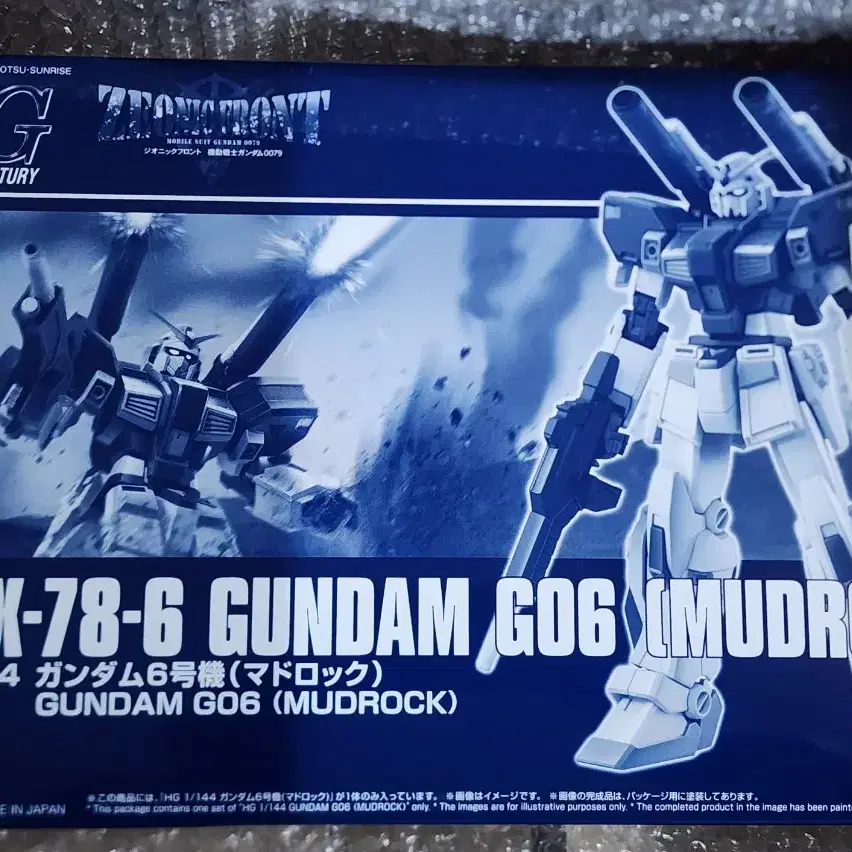 OTSU·SUNRISE
G
TURY
ZEONIC FRONT
MOBILE SUIT GUNDAM 0079
ジオニックフロント 機動戦士ガンダム0079
X-78-6 GUNDAM G06 (MUDRO
4 ガンダム6号機(マドロック)
GUNDAM G06 (MUDROCK)
※この商品には、「HG 1/144 ガンダム6号機(マドロック)」が1体のみ入っています。 ※画像はイメージです。 ※画像の完成品は、パッケージ用に塗装してあります。
E IN JAPAN
* This package contains one set of "HG 1/144 GUNDAM G06 (MUDROCK)" only. * The images are for illustrative purposes only. * The completed product in the image has been painte